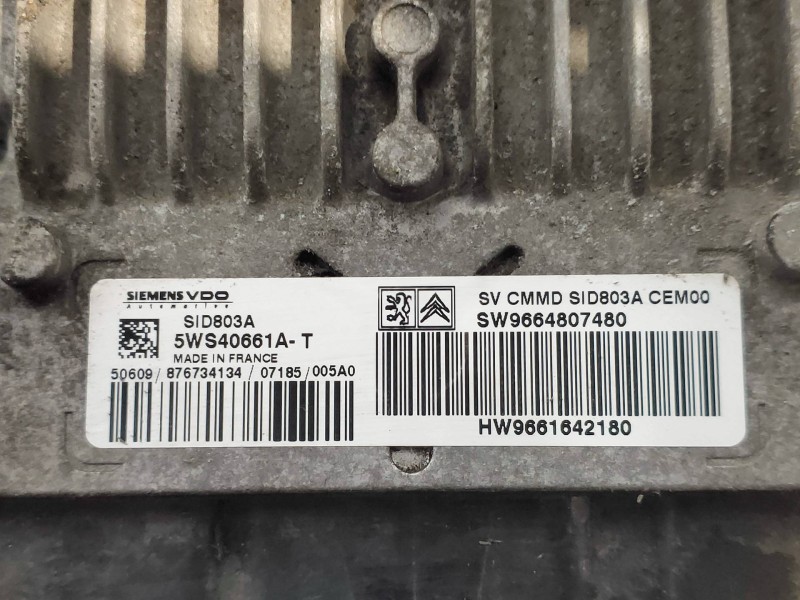 SIEMENS VDO
Automotive
SID803A
5WS40661A-T
MADE IN FRANCE
50609/876734134/07185/005A0
SV CMMD SID803A CEM00
SW9664807480
HW9661642180